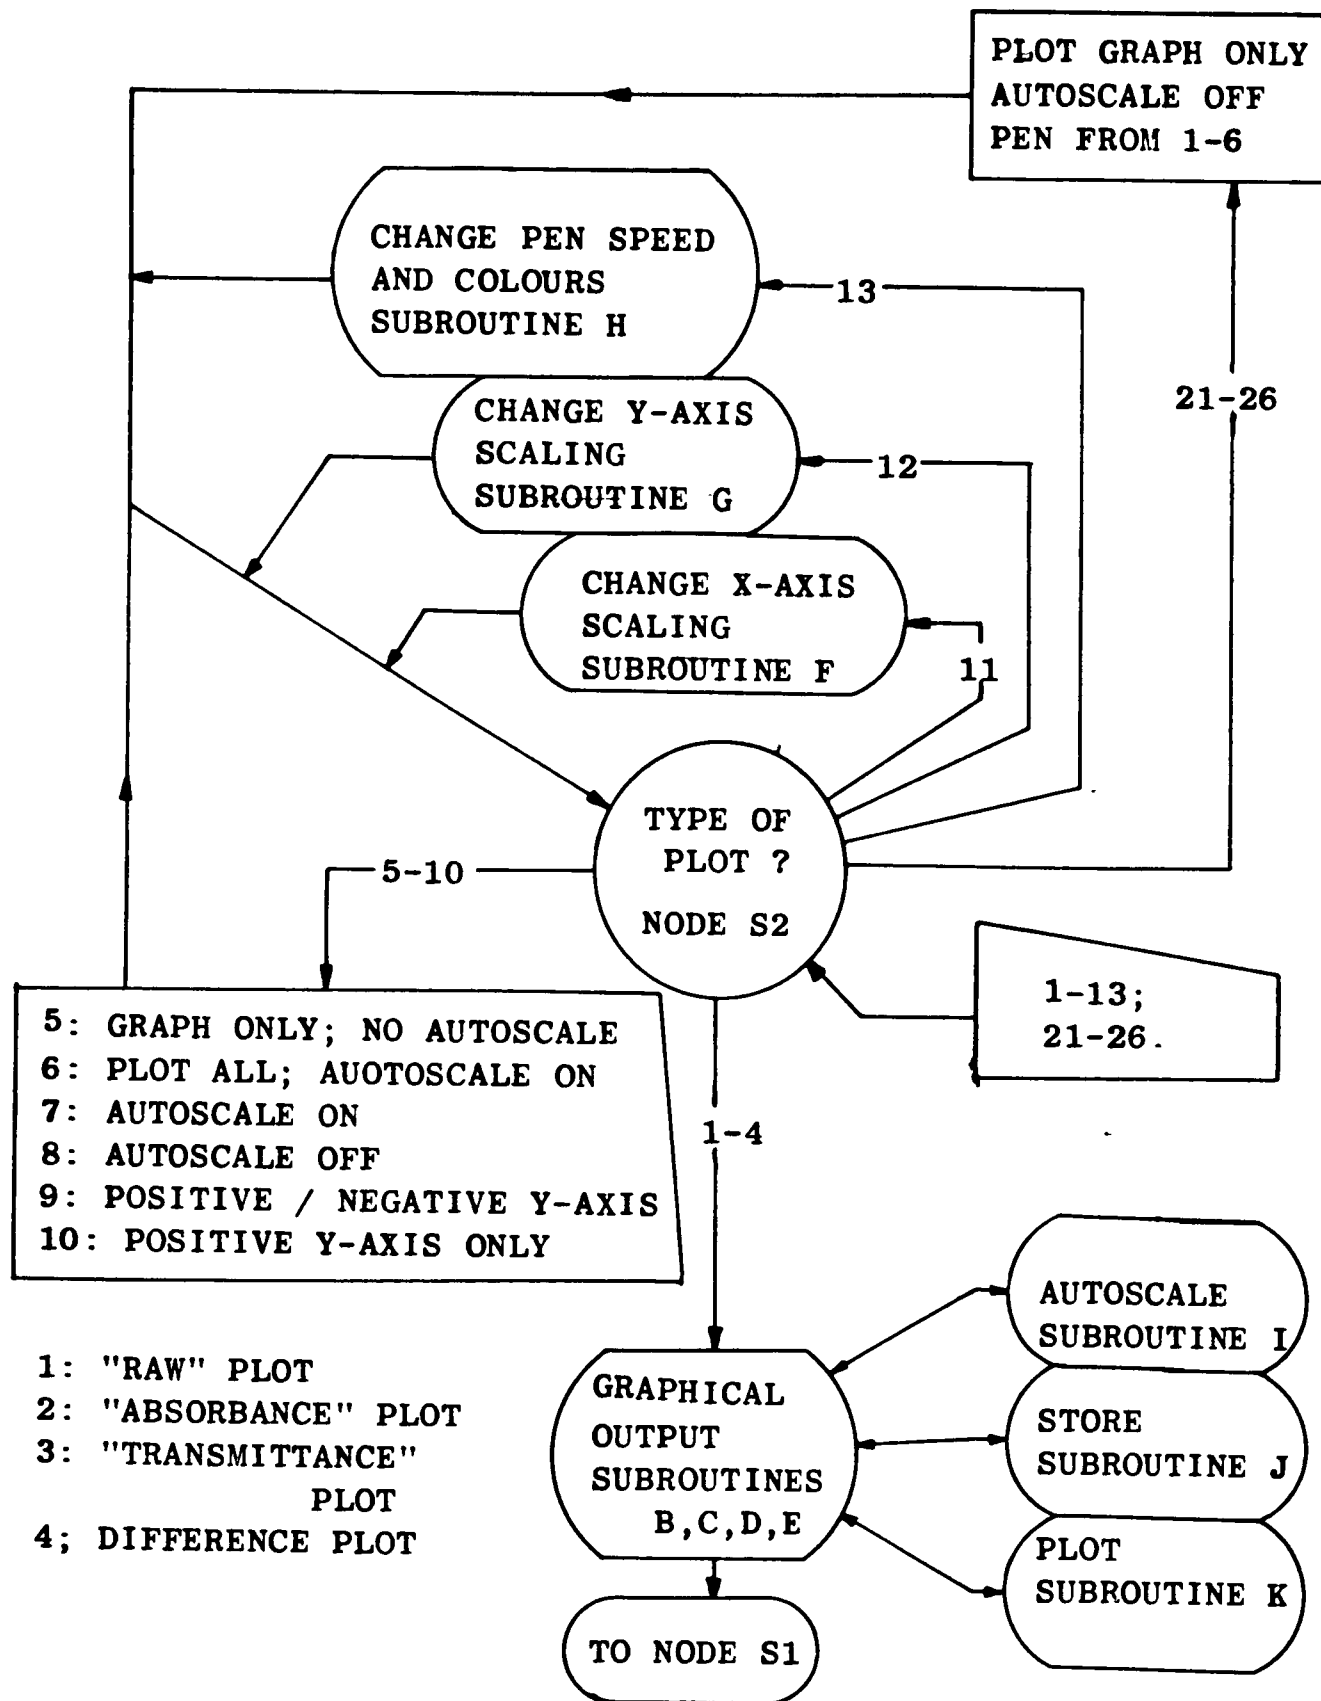 PLOT GRAPH ONLY
AUTOSCALE OFF
PEN FROM 1-6
CHANGE PEN SPEED
AND COLOURS
SUBROUTINE H
13
21-26
CHANGE Y-AXIS
SCALING
SUBROUTINE G
12
CHANGE X-AXIS
SCALING
SUBROUTINE F
11
TYPE OF
PLOT ?
NODE S2
5-10
1-13;
21-26.
5: GRAPH ONLY; NO AUTOSCALE
6: PLOT ALL; AUOTOSCALE ON
7: AUTOSCALE ON
8: AUTOSCALE OFF
9: POSITIVE / NEGATIVE Y-AXIS
10: POSITIVE Y-AXIS ONLY
1-4
1: "RAW" PLOT
2: "ABSORBANCE" PLOT
3: "TRANSMITTANCE"
PLOT
4; DIFFERENCE PLOT
GRAPHICAL
OUTPUT
SUBROUTINES
B,C,D,E
AUTOSCALE
SUBROUTINE I
STORE
SUBROUTINE J
PLOT
SUBROUTINE K
TO NODE S1